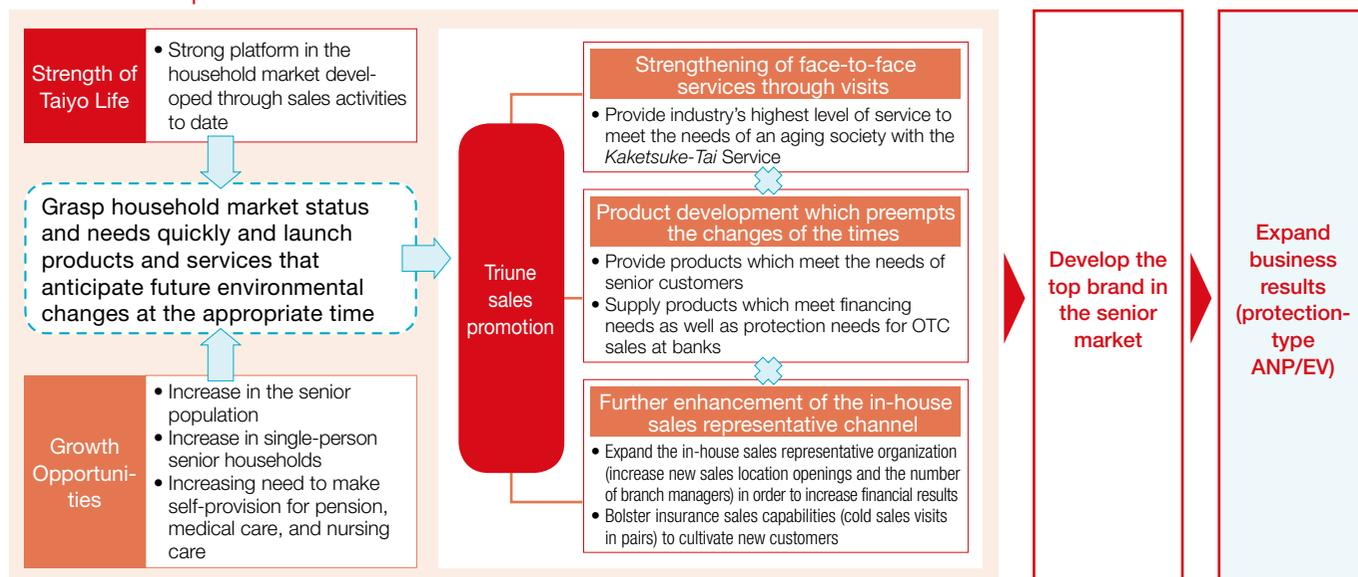 Strength of
Taiyo Life
• Strong platform in the
household market devel-
oped through sales activities
to date
Grasp household market status
and needs quickly and launch
products and services that
anticipate future environmental
changes at the appropriate time
Growth
Opportuni-
ties
• Increase in the senior
population
• Increase in single-person
senior households
• Increasing need to make
self-provision for pension,
medical care, and nursing
care
Triune
sales
promotion
Strengthening of face-to-face
services through visits
• Provide industry's highest level of service to
meet the needs of an aging society with the
Kaketsuke-Tai Service
Product development which preempts
the changes of the times
• Provide products which meet the needs of
senior customers
• Supply products which meet financing
needs as well as protection needs for OTC
sales at banks
Further enhancement of the in-house
sales representative channel
• Expand the in-house sales representative organization
(increase new sales location openings and the number
of branch managers) in order to increase financial results
• Bolster insurance sales capabilities (cold sales visits
in pairs) to cultivate new customers
Develop the
top brand in
the senior
market
Expand
business
results
(protection-
type
ANP/EV)